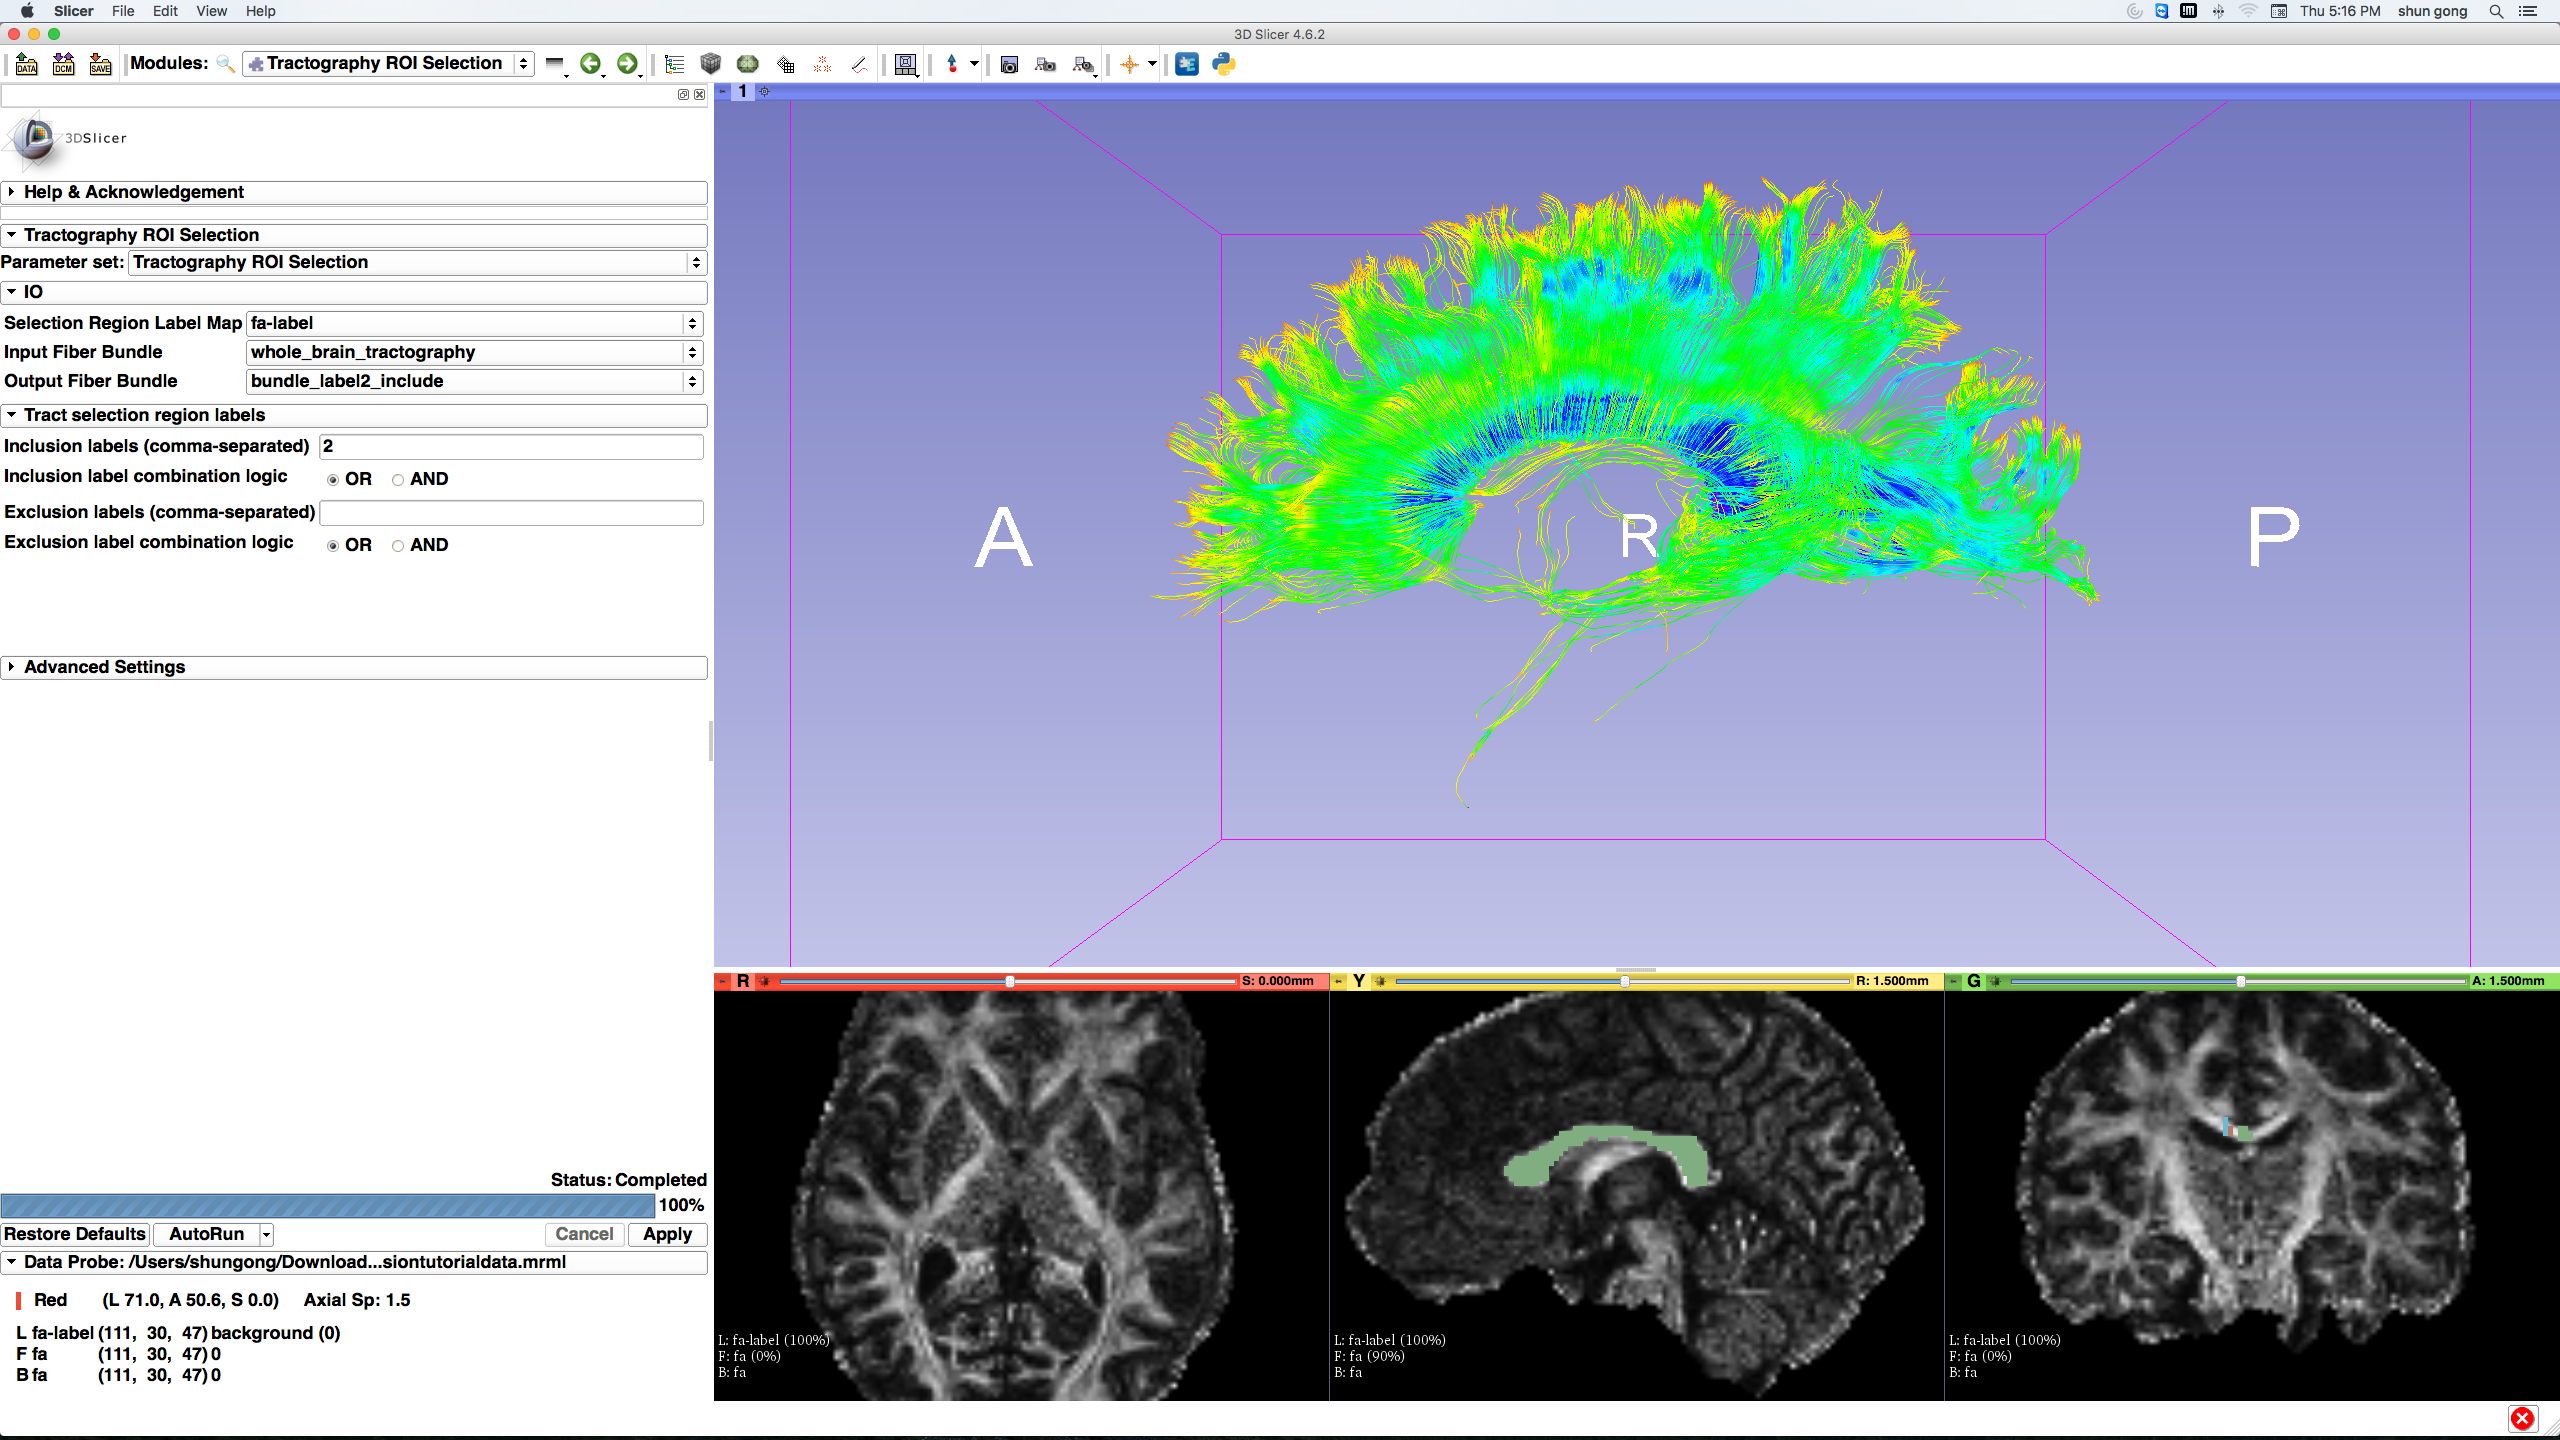 Slicer File Edit View Help Thu 5:16 PM shun gong
3D Slicer 4.6.2
DATA DCM SAVE Modules: Tractography ROI Selection
1
3DSlicer
Help & Acknowledgement
Tractography ROI Selection
Parameter set: Tractography ROI Selection
IO
Selection Region Label Map fa-label
Input Fiber Bundle whole_brain_tractography
Output Fiber Bundle bundle_label2_include
Tract selection region labels
Inclusion labels (comma-separated) 2
Inclusion label combination logic OR AND
Exclusion labels (comma-separated)
Exclusion label combination logic OR AND
Advanced Settings
Status: Completed
100%
Restore Defaults AutoRun Cancel Apply
Data Probe: /Users/shungong/Download...siontutorialdata.mrml
Red (L 71.0, A 50.6, S 0.0) Axial Sp: 1.5
L fa-label (111, 30, 47) background (0)
F fa (111, 30, 47) 0
B fa (111, 30, 47) 0
A R P
R S: 0.000mm
L: fa-label (100%)
F: fa (0%)
B: fa
Y R: 1.500mm
L: fa-label (100%)
F: fa (90%)
B: fa
G A: 1.500mm
L: fa-label (100%)
F: fa (0%)
B: fa